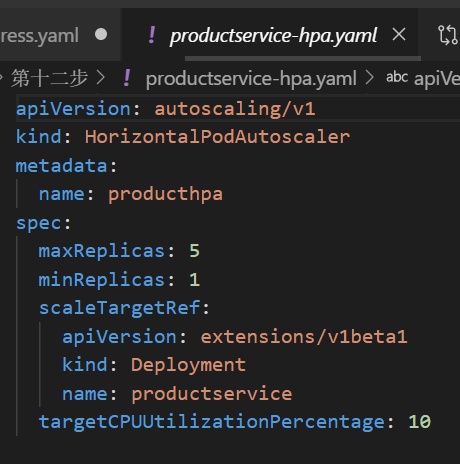 ress.yaml ● ! productservice-hpa.yaml ×
第十二步 > ! productservice-hpa.yaml > abc apiVe
apiVersion: autoscaling/v1
kind: HorizontalPodAutoscaler
metadata:
  name: producthpa
spec:
  maxReplicas: 5
  minReplicas: 1
  scaleTargetRef:
    apiVersion: extensions/v1beta1
    kind: Deployment
    name: productservice
  targetCPUUtilizationPercentage: 10